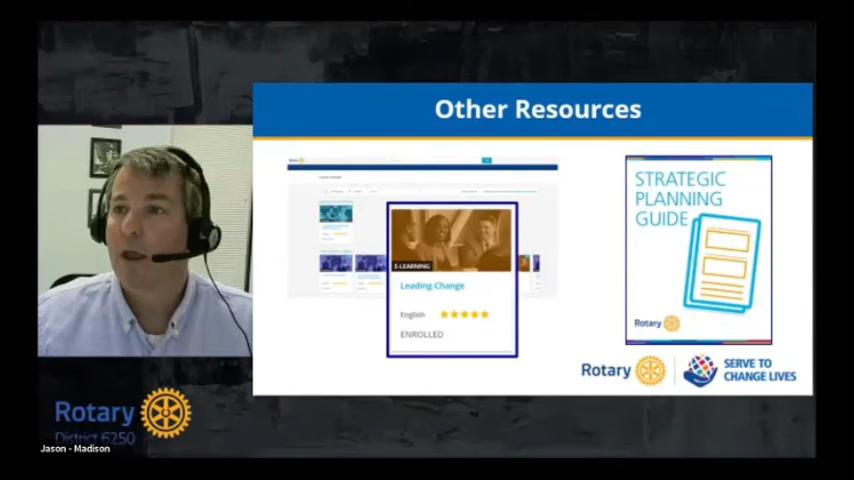 Other Resources
Rotary
E-LEARNING
Leading Change
English
ENROLLED
STRATEGIC
PLANNING
GUIDE
Rotary
Rotary
SERVE TO
CHANGE LIVES
Rotary
District 6250
Jason - Madison